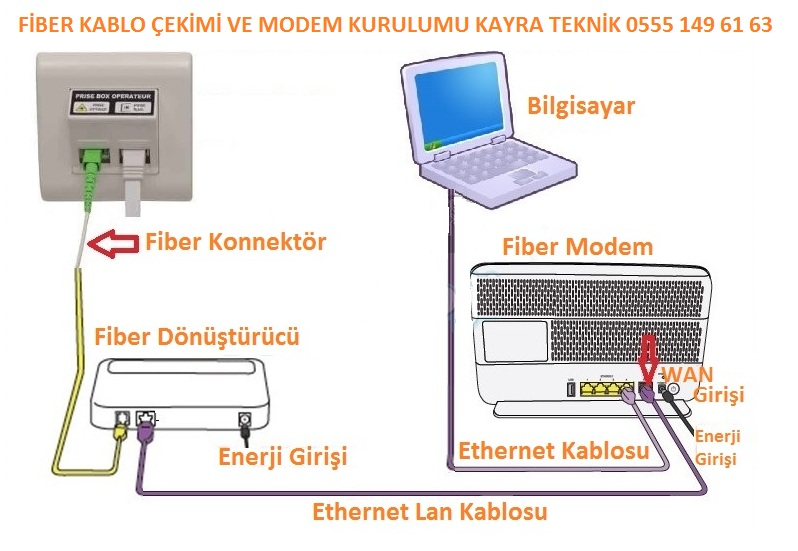 FİBER KABLO ÇEKİMİ VE MODEM KURULUMU KAYRA TEKNİK 0555 149 61 63
PRISE BOX OPERATEUR
Bilgisayar
Fiber Konnektör
Fiber Modem
Fiber Dönüştürücü
WAN
Girişi
Enerji Girişi
Ethernet Kablosu
Enerji
Girişi
Ethernet Lan Kablosu